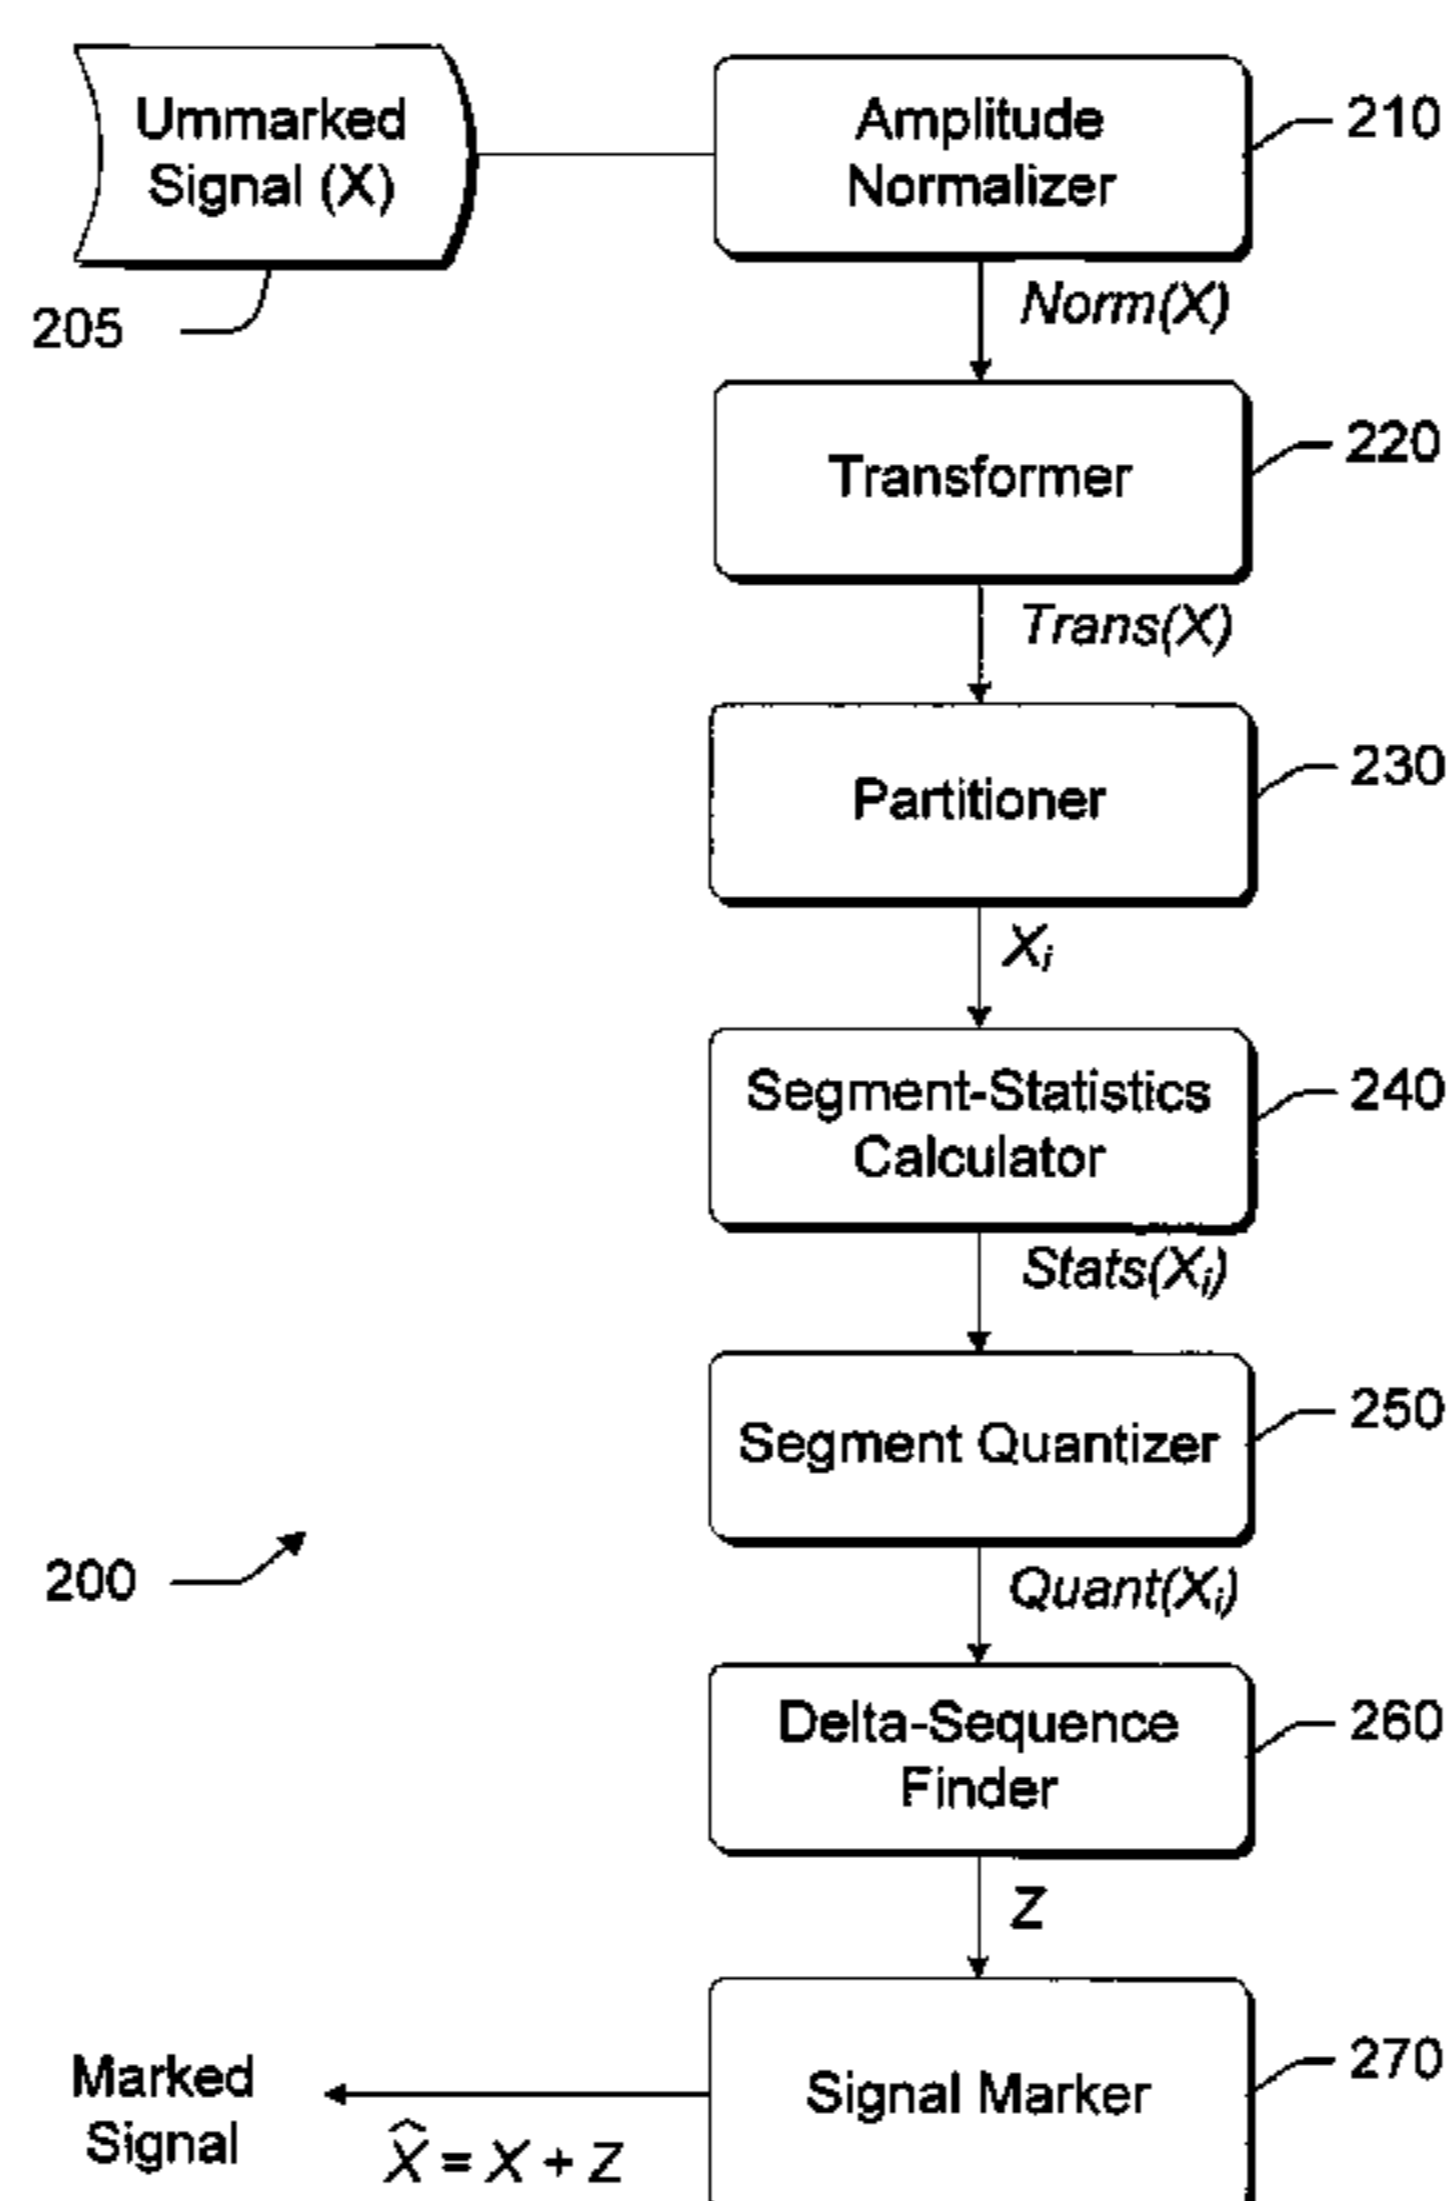 Ummarked
Signal (X)
205
Amplitude
Normalizer
210
Norm(X)
Transformer
220
Trans(X)
Partitioner
230
Xi
Segment-Statistics
Calculator
240
Stats(Xi)
Segment Quantizer
250
200
Quant(Xi)
Delta-Sequence
Finder
260
Z
Signal Marker
270
Marked
Signal
X̂ = X + Z